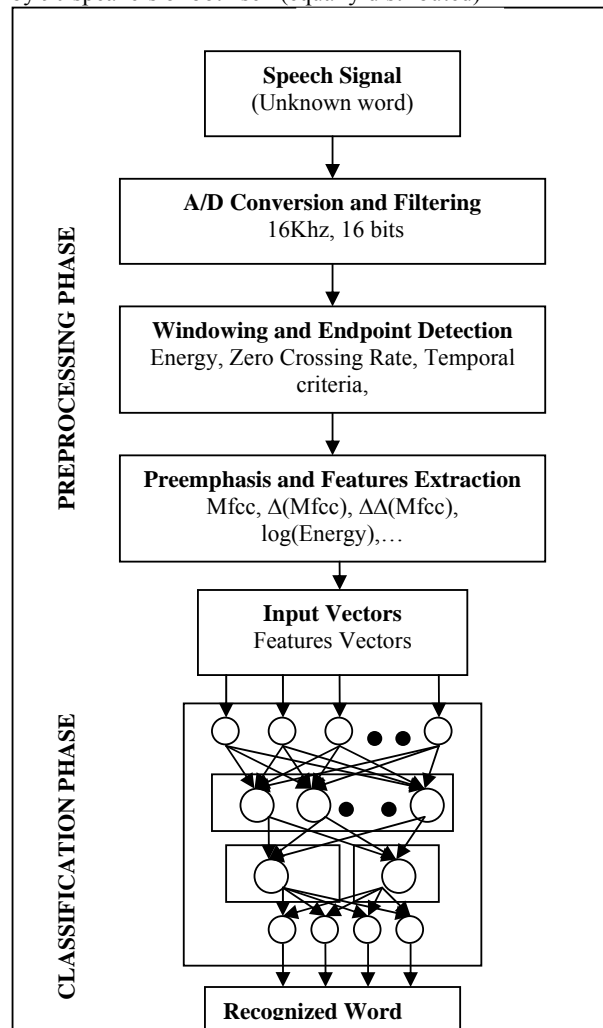 Speech Signal
(Unknown word)
A/D Conversion and Filtering
16Khz, 16 bits
Windowing and Endpoint Detection
Energy, Zero Crossing Rate, Temporal
criteria,
Preemphasis and Features Extraction
Mfcc, Δ(Mfcc), ΔΔ(Mfcc),
log(Energy),…
Input Vectors
Features Vectors
Recognized Word
PREPROCESSING PHASE
CLASSIFICATION PHASE